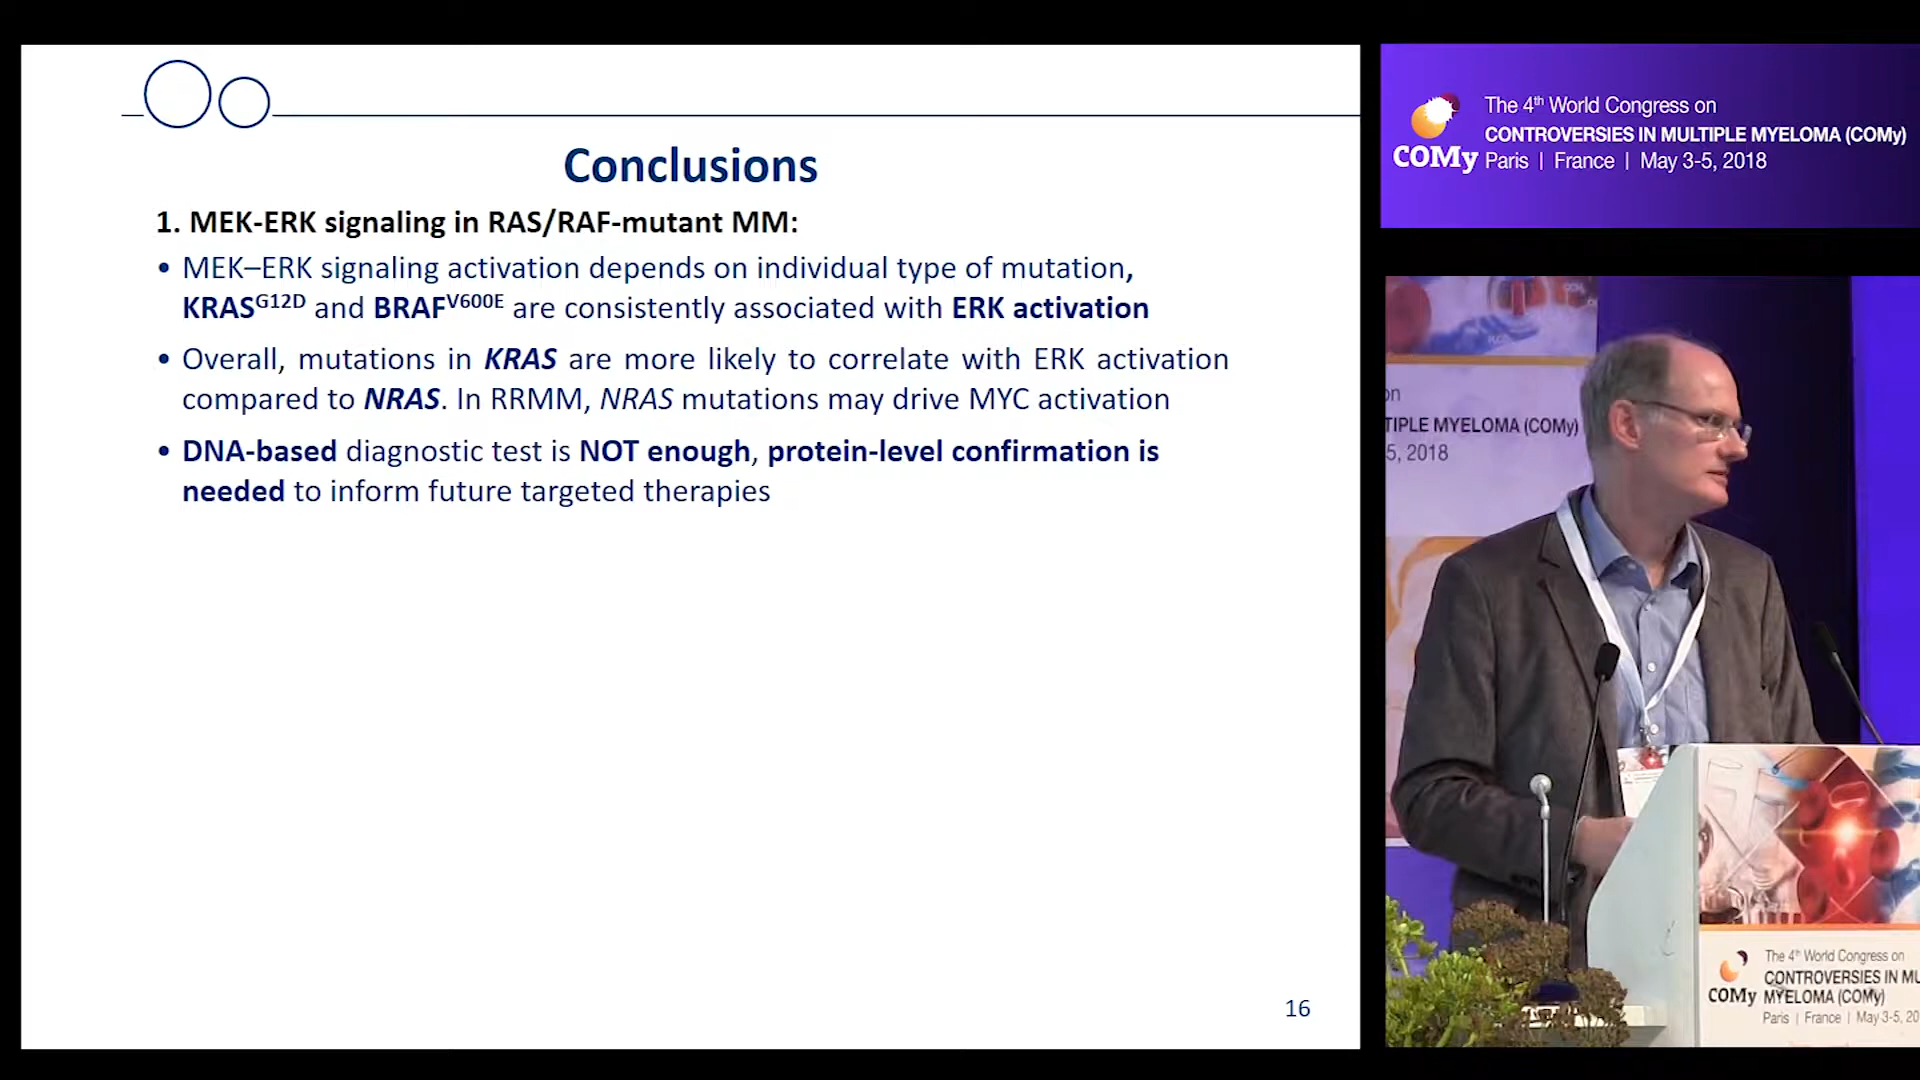 Conclusions
1. MEK-ERK signaling in RAS/RAF-mutant MM:
• MEK–ERK signaling activation depends on individual type of mutation,
KRASG12D and BRAFV600E are consistently associated with ERK activation
• Overall, mutations in KRAS are more likely to correlate with ERK activation
compared to NRAS. In RRMM, NRAS mutations may drive MYC activation
• DNA-based diagnostic test is NOT enough, protein-level confirmation is
needed to inform future targeted therapies
16
The 4th World Congress on
CONTROVERSIES IN MULTIPLE MYELOMA (COMy)
COMy
Paris | France | May 3-5, 2018
on
TIPLE MYELOMA (COMy)
5, 2018
The 4th World Congress on
CONTROVERSIES IN MU
COMy
MYELOMA (COMy)
Paris | France | May 3-5, 20